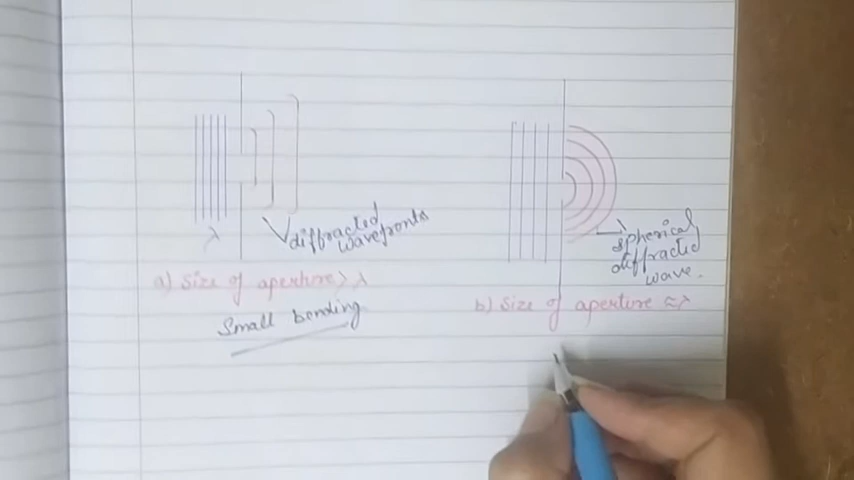 λ
diffracted
wavefronts
a) Size of aperture > λ
Small bending
spherical
diffracted
wave.
b) Size of aperture ≈ λ